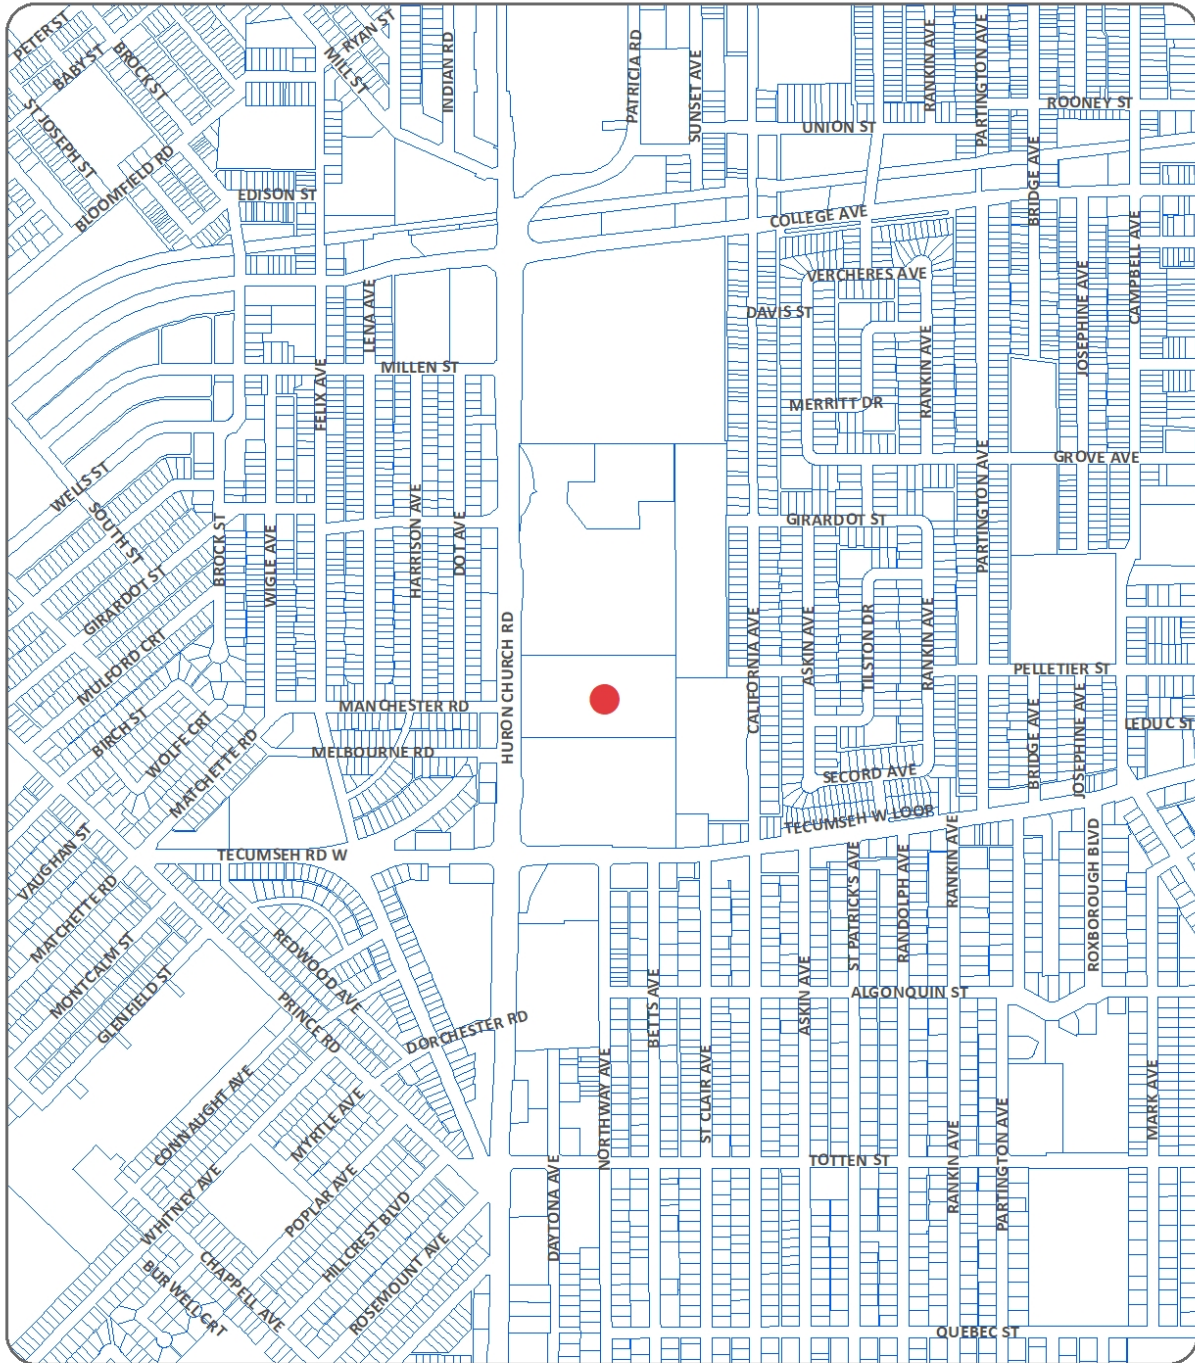 PETER ST
BABY ST
BROCK ST
RYAN ST
MILL ST
INDIAN RD
PATRICIA RD
SUNSET AVE
RANKIN AVE
PARTINGTON AVE
ROONEY ST
UNION ST
ST JOSEPH ST
BLOOMFIELD RD
EDISON ST
BRIDGE AVE
COLLEGE AVE
CAMPBELL AVE
VERCHERES AVE
LENA AVE
DAVIS ST
JOSEPHINE AVE
MILLEN ST
FELIX AVE
RANKIN AVE
MERRITT DR
GROVE AVE
WELLS ST
SOUTH ST
PARTINGTON AVE
GIRARDOT ST
BROCK ST
WIGLE AVE
HARRISON AVE
DOT AVE
GIRARDOT ST
MULFORD CRT
HURON CHURCH RD
CALIFORNIA AVE
ASKIN AVE
TILSTON DR
RANKIN AVE
PELLETIER ST
BIRCH ST
WOLFE CRT
MATCHETTE RD
MANCHESTER RD
MELBOURNE RD
BRIDGE AVE
JOSEPHINE AVE
LEDUC ST
SECORD AVE
TECUMSEH W LOOP
VAUGHAN ST
TECUMSEH RD W
MATCHETTE RD
RANKIN AVE
ST PATRICK'S AVE
RANDOLPH AVE
ROXBOROUGH BLVD
MONTCALM ST
GLENFIELD ST
REDWOOD AVE
PRINCE RD
DORCHESTER RD
BETTS AVE
ASKIN AVE
ALGONQUIN ST
CONNAUGHT AVE
MYRTLE AVE
NORTHWAY AVE
ST CLAIR AVE
MARK AVE
WHITNEY AVE
POPLAR AVE
HILLCREST BLVD
DAYTONA AVE
TOTTEN ST
RANKIN AVE
PARTINGTON AVE
BURWELL CRT
CHAPPELL AVE
ROSEMOUNT AVE
QUEBEC ST